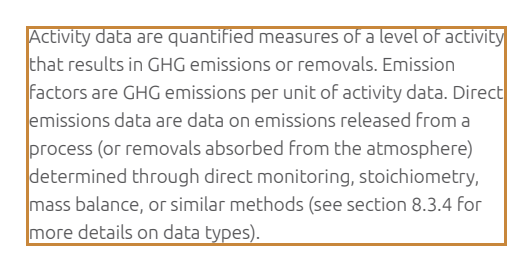 Activity data are quantified measures of a level of activity
that results in GHG emissions or removals. Emission
factors are GHG emissions per unit of activity data. Direct
emissions data are data on emissions released from a
process (or removals absorbed from the atmosphere)
determined through direct monitoring, stoichiometry,
mass balance, or similar methods (see section 8.3.4 for
more details on data types).